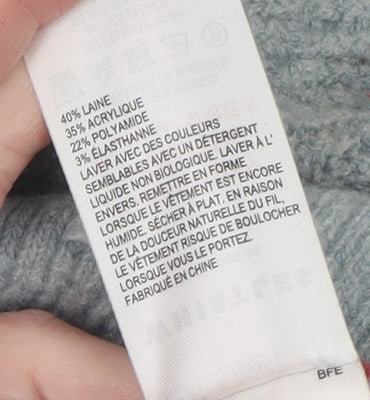 40% LAINE
35% ACRYLIQUE
22% POLYAMIDE
3% ÉLASTHANNE
LAVER AVEC DES COULEURS
SEMBLABLES AVEC UN DÉTERGENT
LIQUIDE NON BIOLOGIQUE, LAVER À L'
ENVERS. REMETTRE EN FORME
LORSQUE LE VÊTEMENT EST ENCORE
HUMIDE, SÉCHER À PLAT. EN RAISON
DE LA DOUCEUR NATURELLE DU FIL,
LE VÊTEMENT RISQUE DE BOULOCHER
LORSQUE VOUS LE PORTEZ.
FABRIQUÉ EN CHINE
BFE